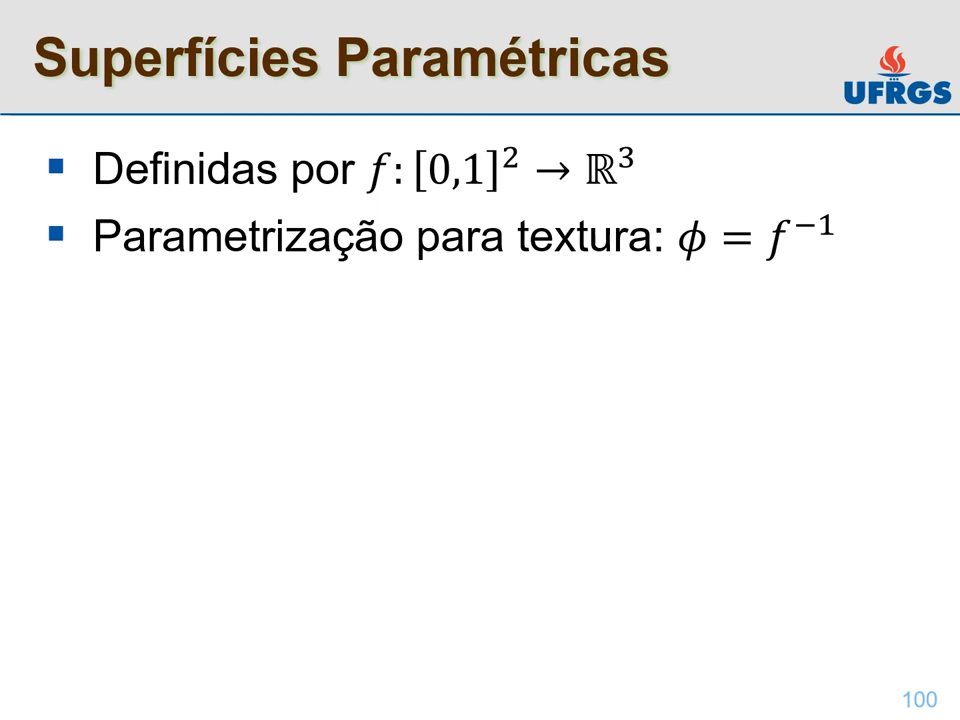 Superfícies Paramétricas
UFRGS
▪ Definidas por 𝑓: [0,1]² → ℝ³
▪ Parametrização para textura: 𝜙 = 𝑓⁻¹
100